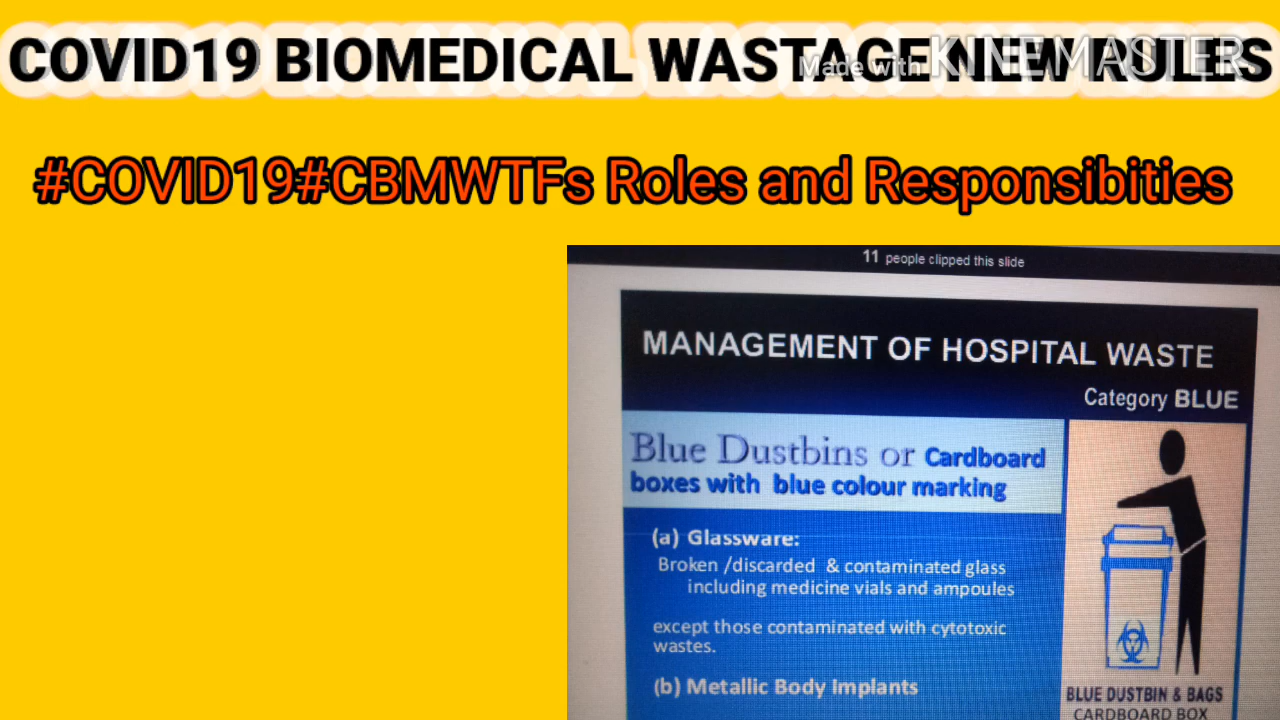 COVID19 BIOMEDICAL WASTAGE NEW RULES
Made with KINEMASTER
#COVID19#CBMWTFs Roles and Responsibities
11 people clipped this slide
MANAGEMENT OF HOSPITAL WASTE
Category BLUE
Blue Dustbins or Cardboard
boxes with blue colour marking
(a) Glassware:
Broken /discarded & contaminated glass
including medicine vials and ampoules
except those contaminated with cytotoxic
wastes.
(b) Metallic Body Implants
BLUE DUSTBIN & BAGS
CARDBOARD BOX